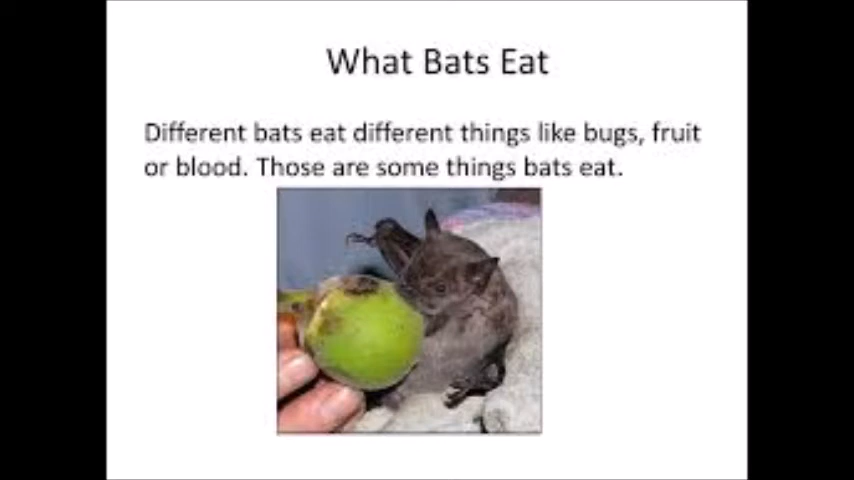 What Bats Eat
Different bats eat different things like bugs, fruit
or blood. Those are some things bats eat.